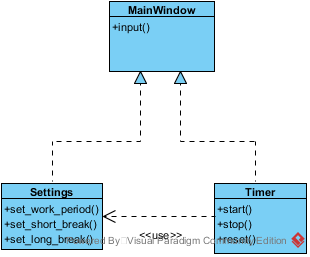 MainWindow
+input()
Settings
+set_work_period()
+set_short_break()
+set_long_break()
<<use>>
Timer
+start()
+stop()
+reset()
Powered By Visual Paradigm Community Edition